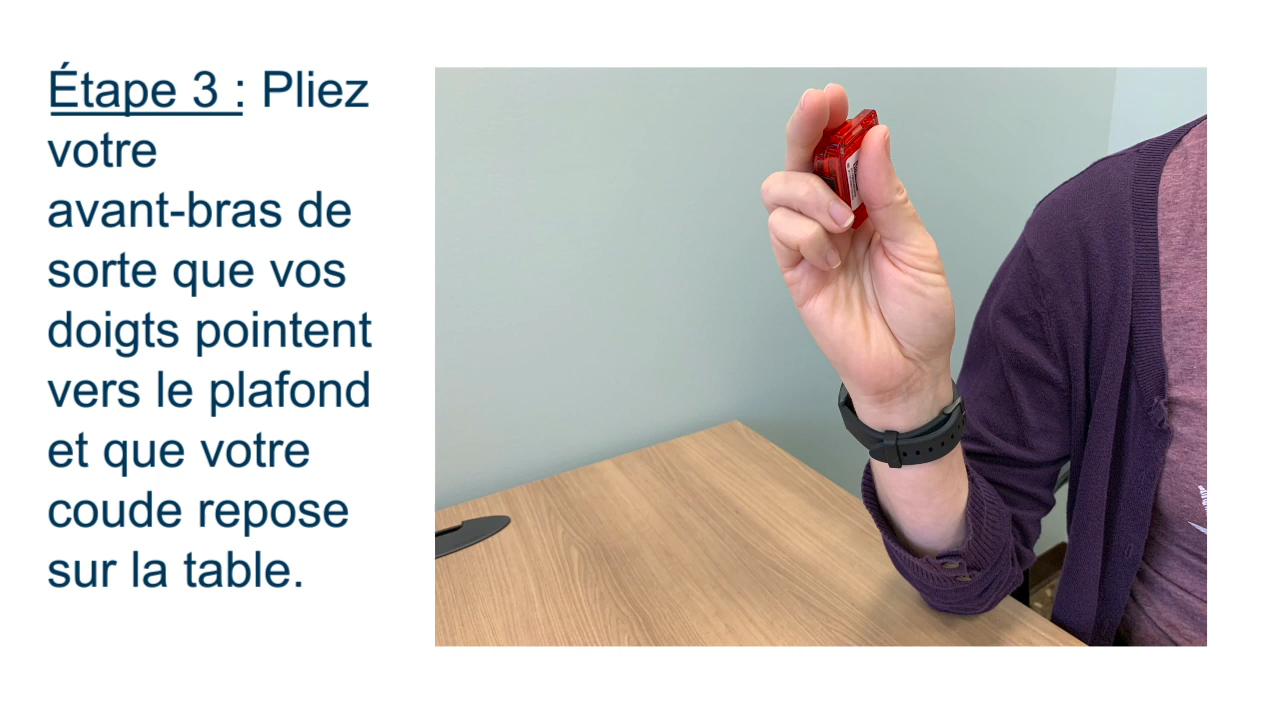 Étape 3 : Pliez
votre
avant-bras de
sorte que vos
doigts pointent
vers le plafond
et que votre
coude repose
sur la table.